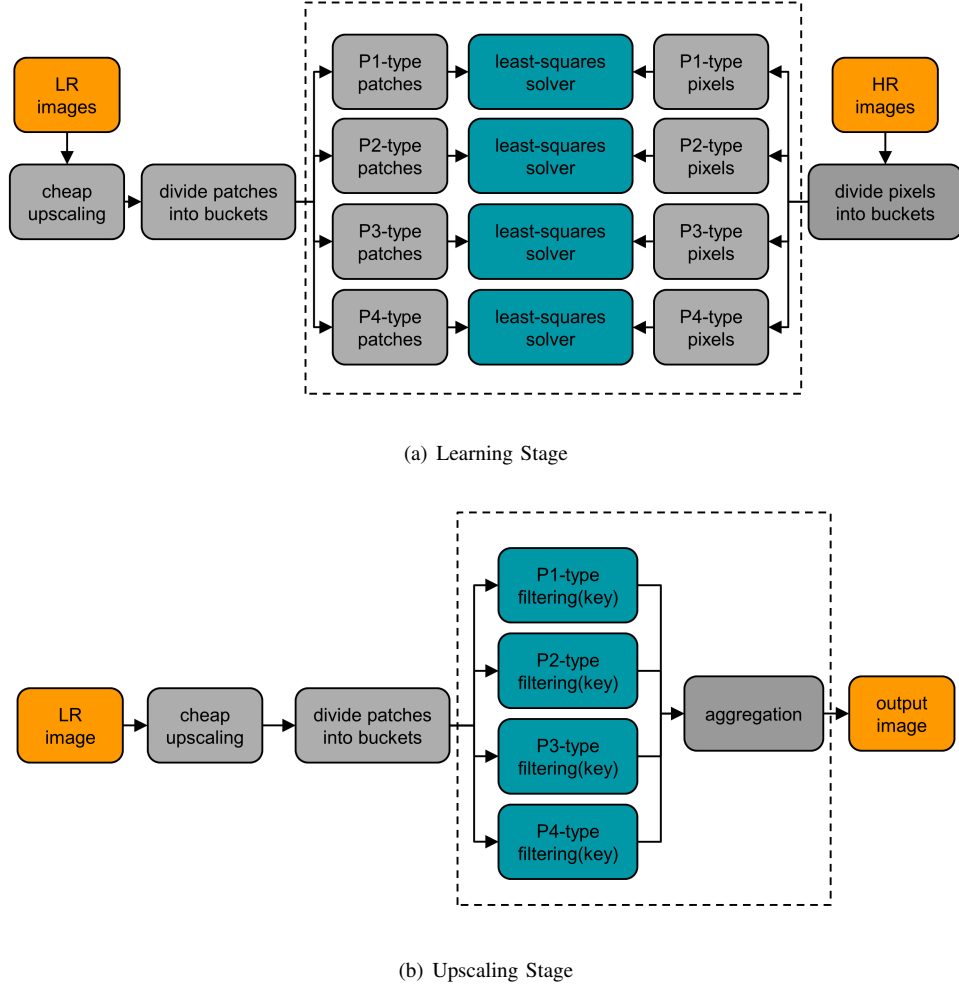 LR
images
cheap
upscaling
divide patches
into buckets
P1-type
patches
least-squares
solver
P1-type
pixels
P2-type
patches
least-squares
solver
P2-type
pixels
P3-type
patches
least-squares
solver
P3-type
pixels
P4-type
patches
least-squares
solver
P4-type
pixels
HR
images
divide pixels
into buckets
(a) Learning Stage
LR
image
cheap
upscaling
divide patches
into buckets
P1-type
filtering(key)
P2-type
filtering(key)
P3-type
filtering(key)
P4-type
filtering(key)
aggregation
output
image
(b) Upscaling Stage